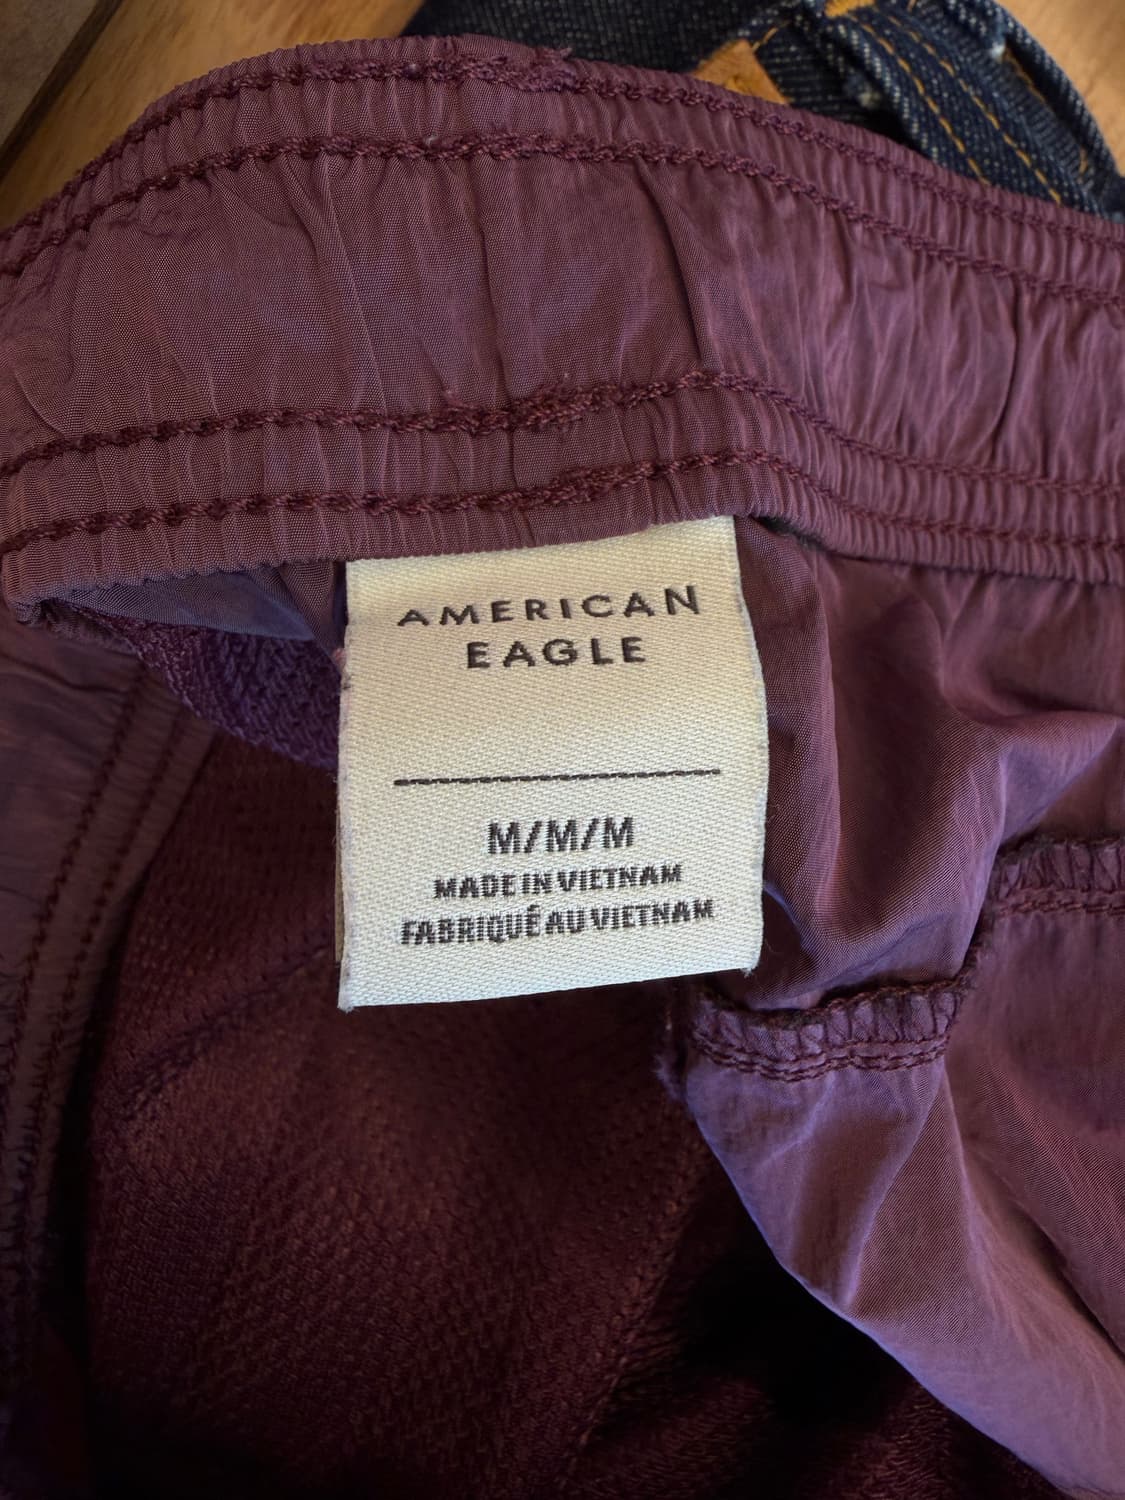 AMERICAN
EAGLE
M/M/M
MADE IN VIETNAM
FABRIQUÉ AU VIETNAM